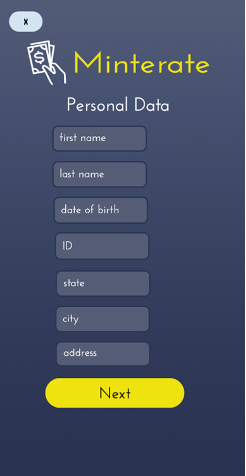 x
Minterate
Personal Data
first name
last name
date of birth
ID
state
city
address
Next